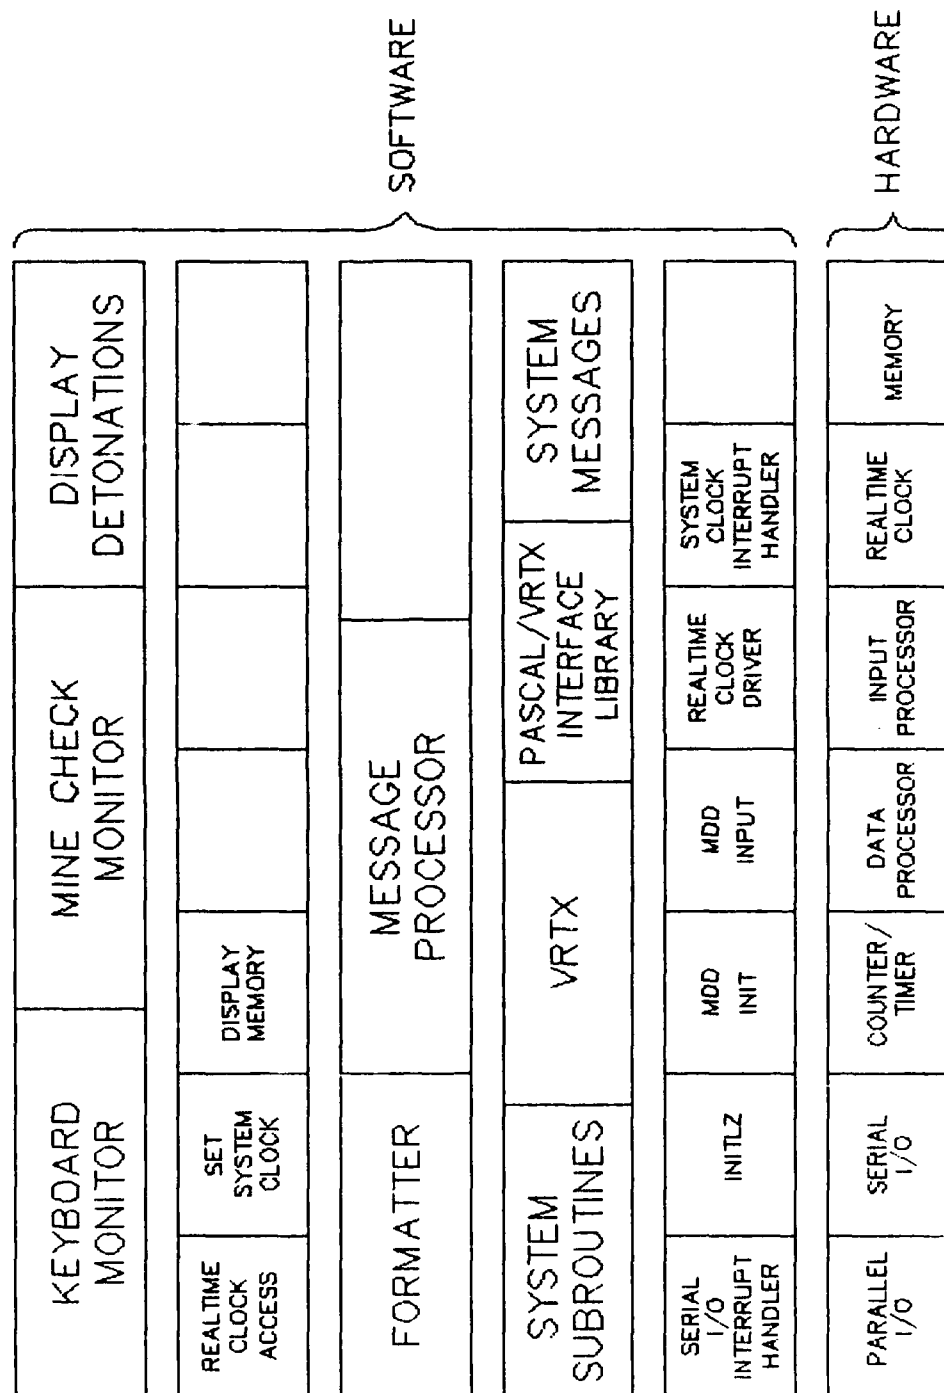 KEYBOARD
MONITOR
MINE CHECK
MONITOR
DISPLAY
DETONATIONS
REALTIME
CLOCK
ACCESS
SET
SYSTEM
CLOCK
DISPLAY
MEMORY
FORMATTER
MESSAGE
PROCESSOR
SYSTEM
SUBROUTINES
VRTX
PASCAL/VRTX
INTERFACE
LIBRARY
SYSTEM
MESSAGES
SERIAL
I/O
INTERRUPT
HANDLER
INITLZ
MDD
INIT
MDD
INPUT
REALTIME
CLOCK
DRIVER
SYSTEM
CLOCK
INTERRUPT
HANDLER
SOFTWARE
PARALLEL
I/O
SERIAL
I/O
COUNTER/
TIMER
DATA
PROCESSOR
INPUT
PROCESSOR
REALTIME
CLOCK
MEMORY
HARDWARE